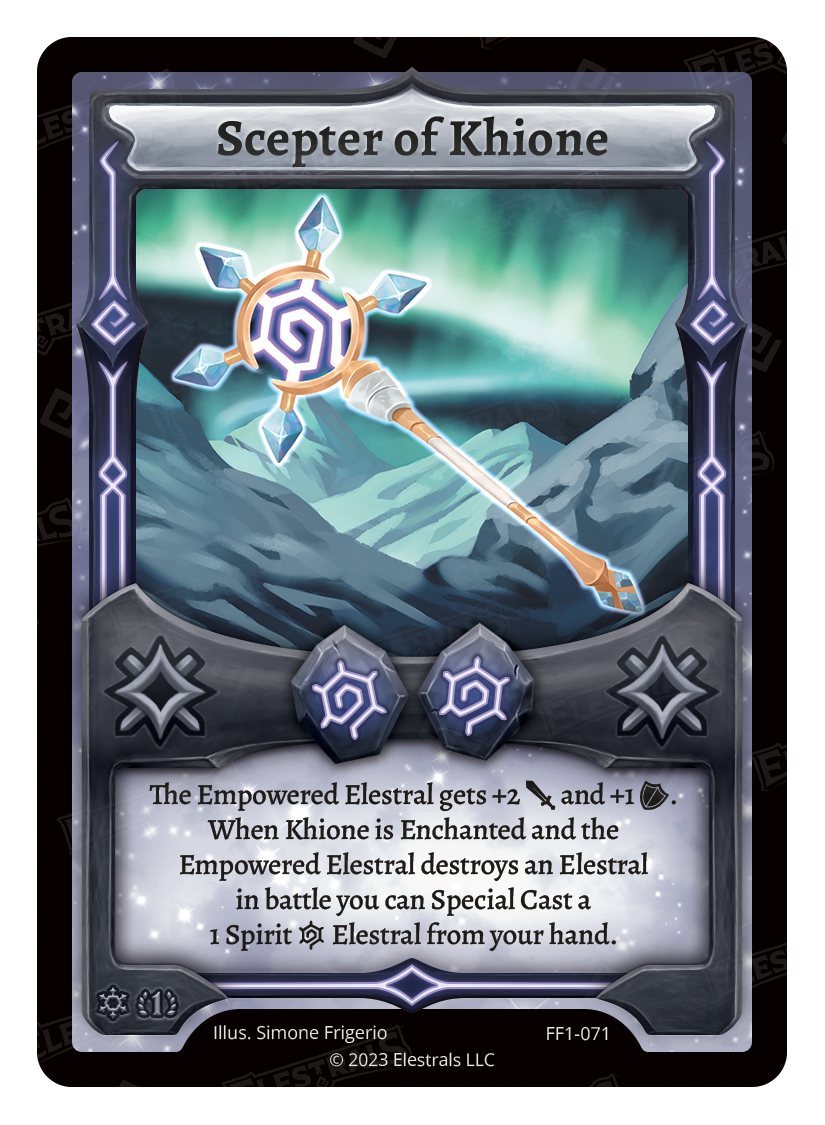 Scepter of Khione
The Empowered Elestral gets +2 and +1 .
When Khione is Enchanted and the
Empowered Elestral destroys an Elestral
in battle you can Special Cast a
1 Spirit Elestral from your hand.
1
Illus. Simone Frigerio
FF1-071
© 2023 Elestrals LLC